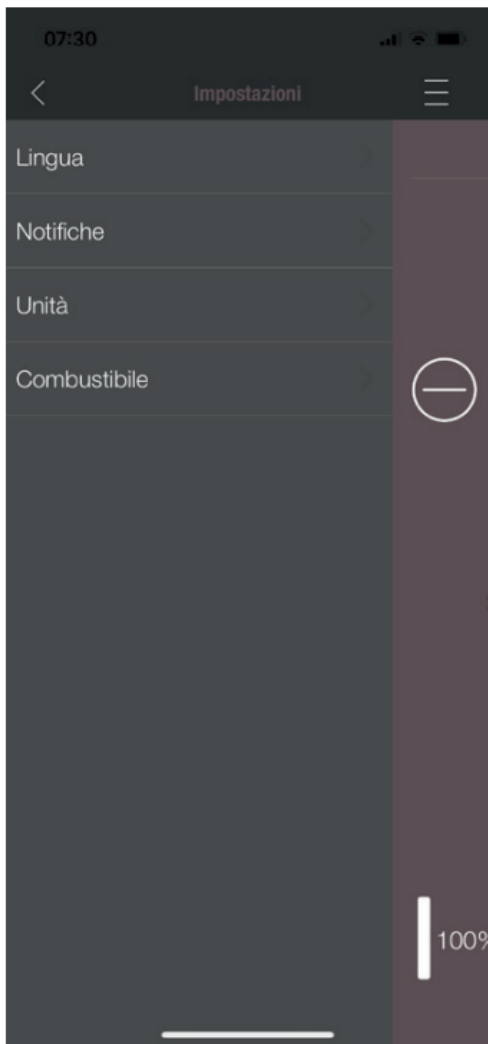 07:30
Impostazioni
Lingua
Notifiche
Unità
Combustibile
100%